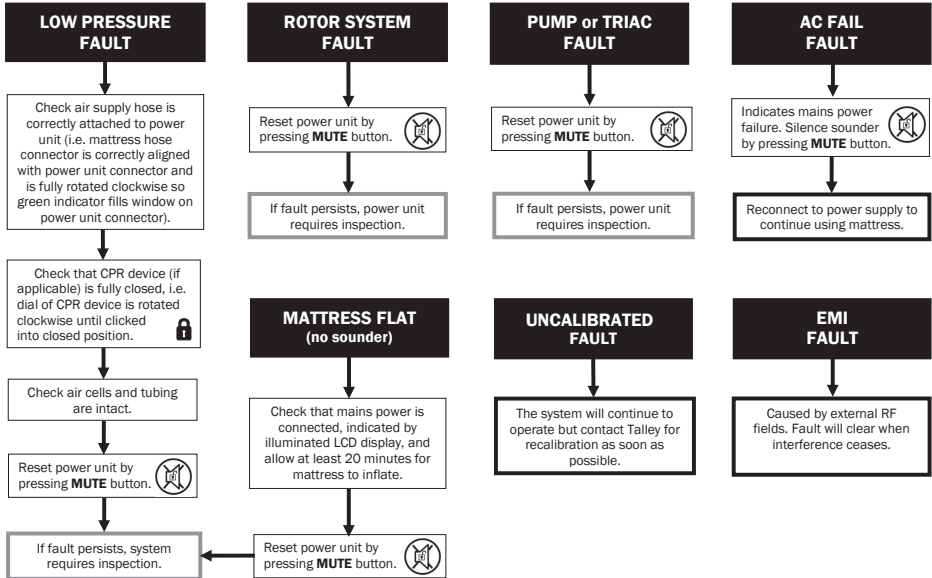 LOW PRESSURE
FAULT
Check air supply hose is
correctly attached to power
unit (i.e. mattress hose
connector is correctly aligned
with power unit connector and
is fully rotated clockwise so
green indicator fills window on
power unit connector).
Check that CPR device (if
applicable) is fully closed, i.e.
dial of CPR device is rotated
clockwise until clicked
into closed position.
Check air cells and tubing
are intact.
Reset power unit by
pressing MUTE button.
If fault persists, system
requires inspection.
ROTOR SYSTEM
FAULT
Reset power unit by
pressing MUTE button.
If fault persists, power unit
requires inspection.
PUMP or TRIAC
FAULT
Reset power unit by
pressing MUTE button.
If fault persists, power unit
requires inspection.
AC FAIL
FAULT
Indicates mains power
failure. Silence sounder
by pressing MUTE button.
Reconnect to power supply to
continue using mattress.
MATTRESS FLAT
(no sounder)
Check that mains power is
connected, indicated by
illuminated LCD display, and
allow at least 20 minutes for
mattress to inflate.
Reset power unit by
pressing MUTE button.
UNCALIBRATED
FAULT
The system will continue to
operate but contact Talley for
recalibration as soon as
possible.
EMI
FAULT
Caused by external RF
fields. Fault will clear when
interference ceases.